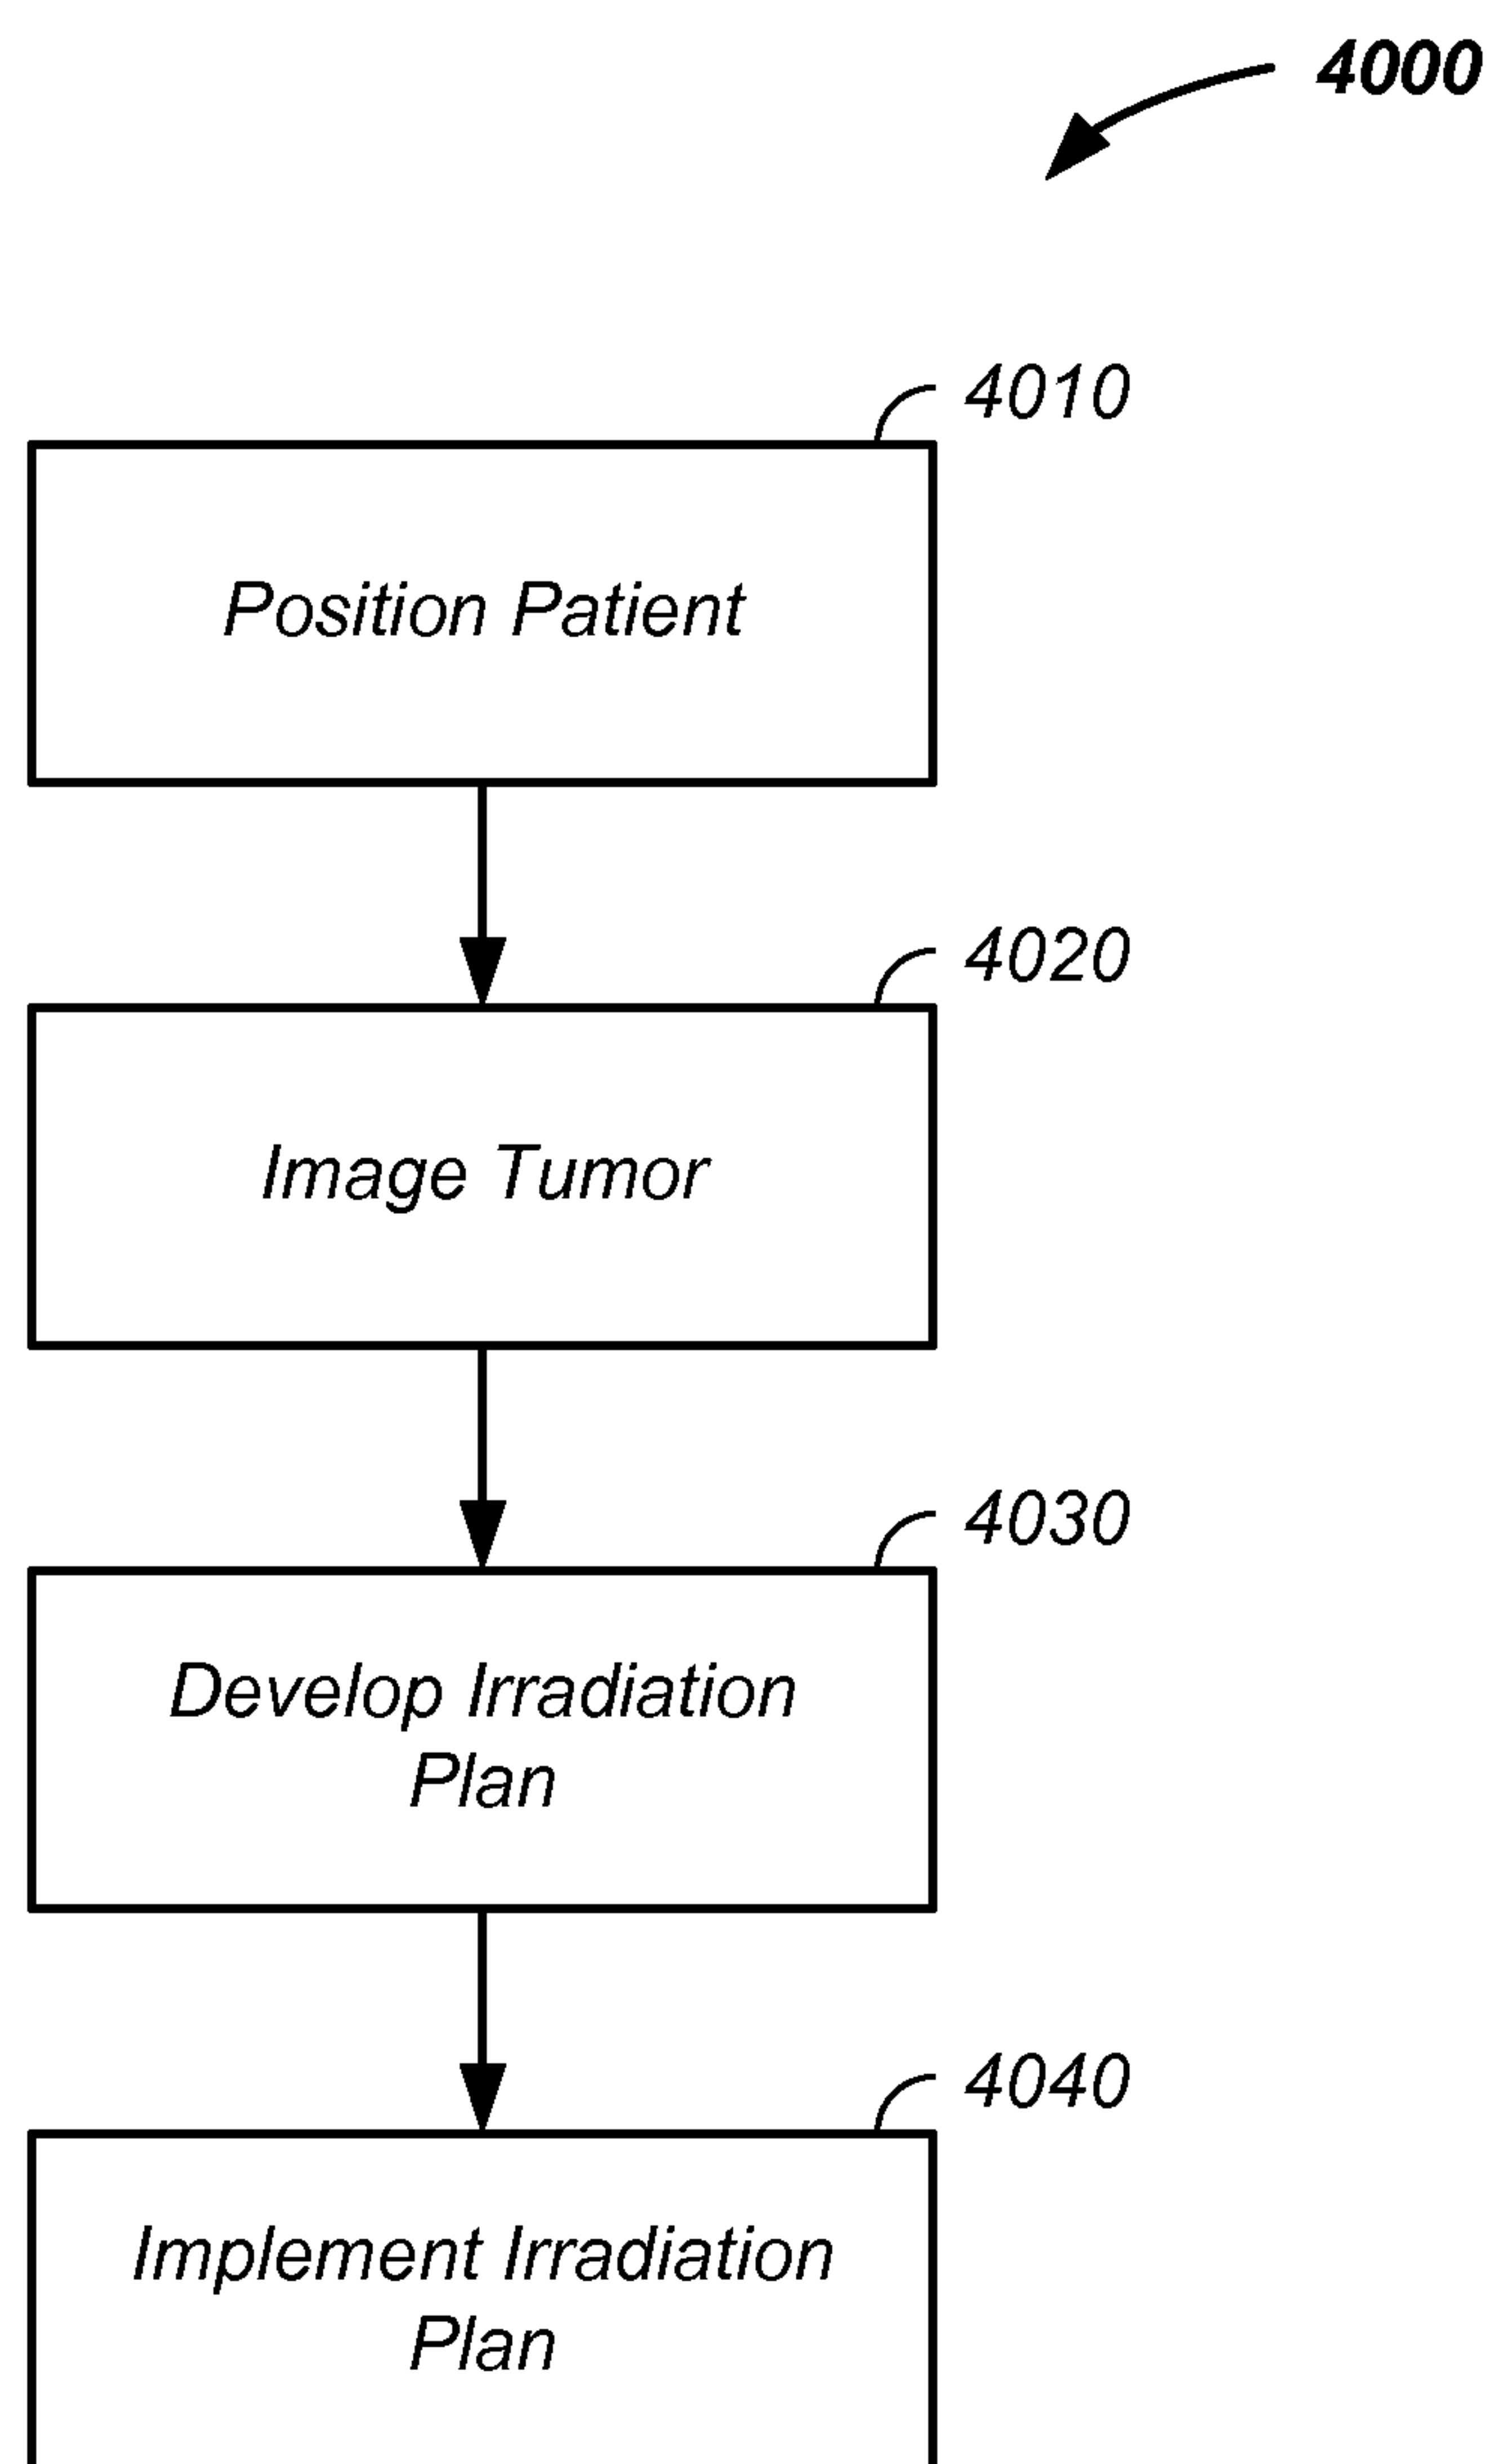 4000
4010
Position Patient
4020
Image Tumor
4030
Develop Irradiation
Plan
4040
Implement Irradiation
Plan